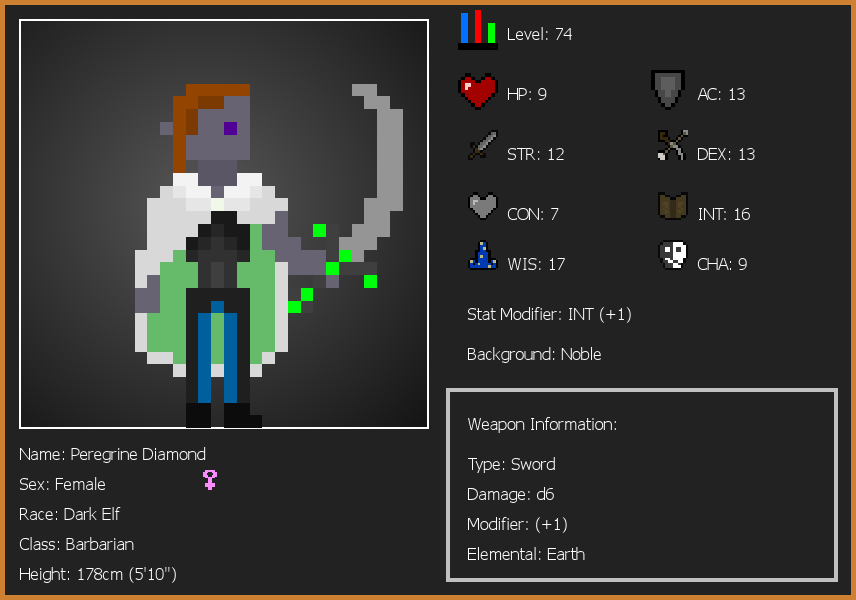 Level: 74
HP: 9
AC: 13
STR: 12
DEX: 13
CON: 7
INT: 16
WIS: 17
CHA: 9
Stat Modifier: INT (+1)
Background: Noble
Weapon Information:
Type: Sword
Damage: d6
Modifier: (+1)
Elemental: Earth
Name: Peregrine Diamond
Sex: Female
Race: Dark Elf
Class: Barbarian
Height: 178cm (5'10")